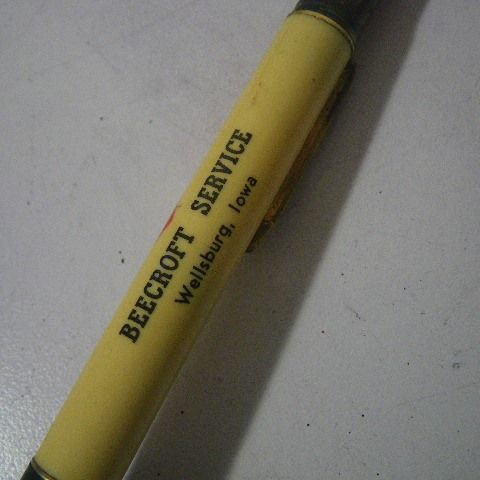 BEECROFT SERVICE
Wellsburg, Iowa